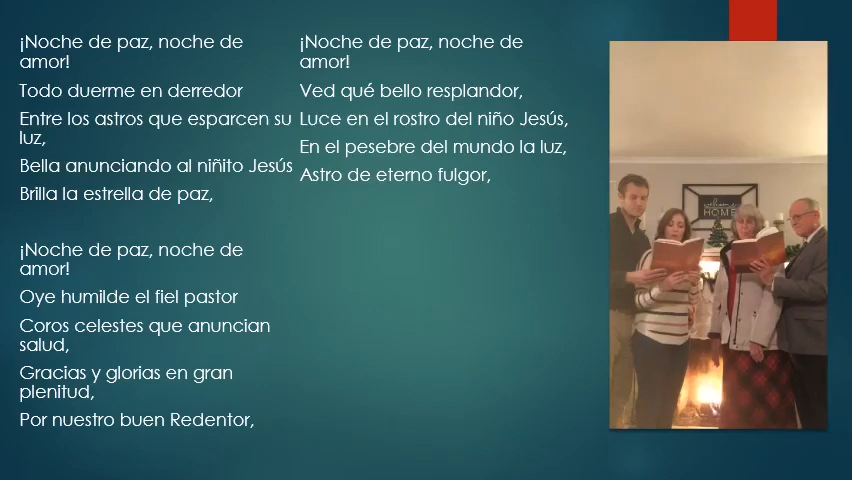 ¡Noche de paz, noche de
amor!
Todo duerme en derredor
Entre los astros que esparcen su
luz,
Bella anunciando al niñito Jesús
Brilla la estrella de paz,
¡Noche de paz, noche de
amor!
Oye humilde el fiel pastor
Coros celestes que anuncian
salud,
Gracias y glorias en gran
plenitud,
Por nuestro buen Redentor,
¡Noche de paz, noche de
amor!
Ved qué bello resplandor,
Luce en el rostro del niño Jesús,
En el pesebre del mundo la luz,
Astro de eterno fulgor,
welcome
HOME